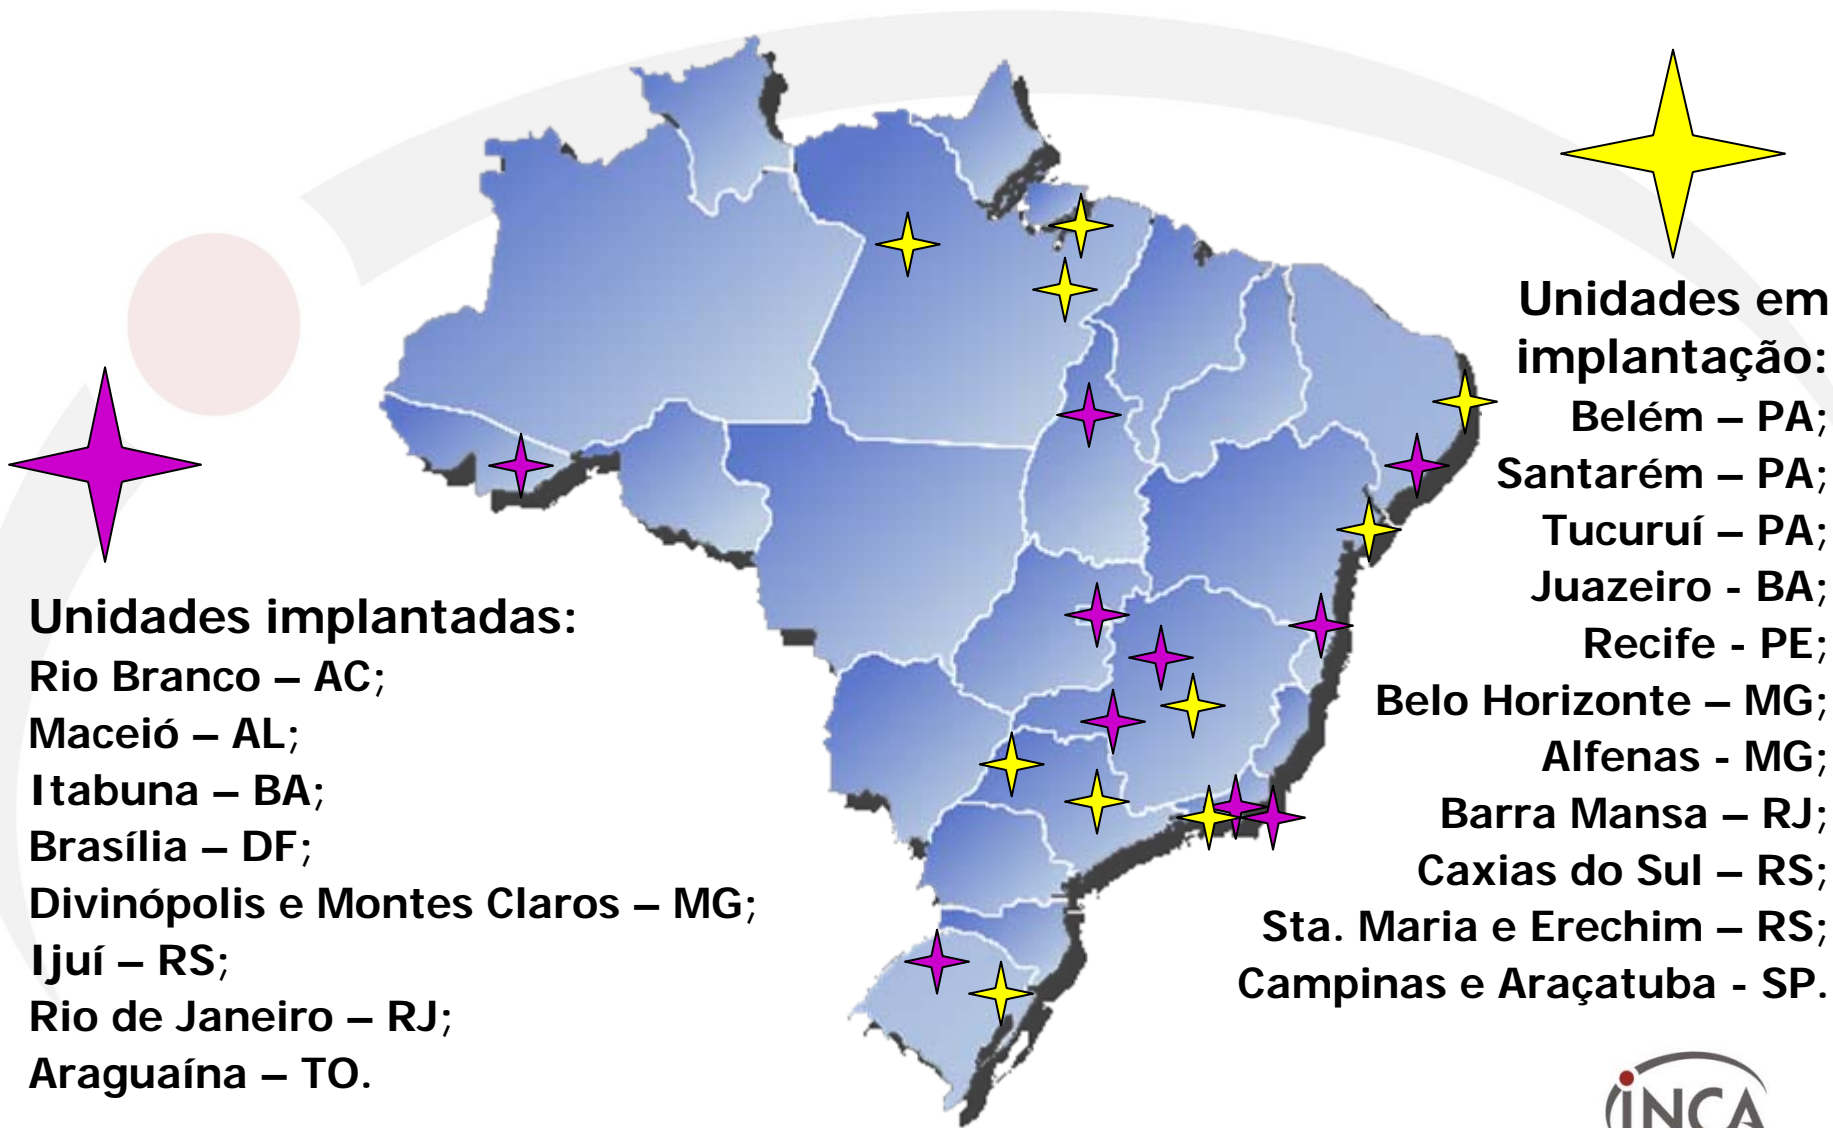 Unidades implantadas:
Rio Branco – AC;
Maceió – AL;
Itabuna – BA;
Brasília – DF;
Divinópolis e Montes Claros – MG;
Ijuí – RS;
Rio de Janeiro – RJ;
Araguaína – TO.
Unidades em
implantação:
Belém – PA;
Santarém – PA;
Tucuruí – PA;
Juazeiro - BA;
Recife - PE;
Belo Horizonte – MG;
Alfenas - MG;
Barra Mansa – RJ;
Caxias do Sul – RS;
Sta. Maria e Erechim – RS;
Campinas e Araçatuba - SP.
INCA